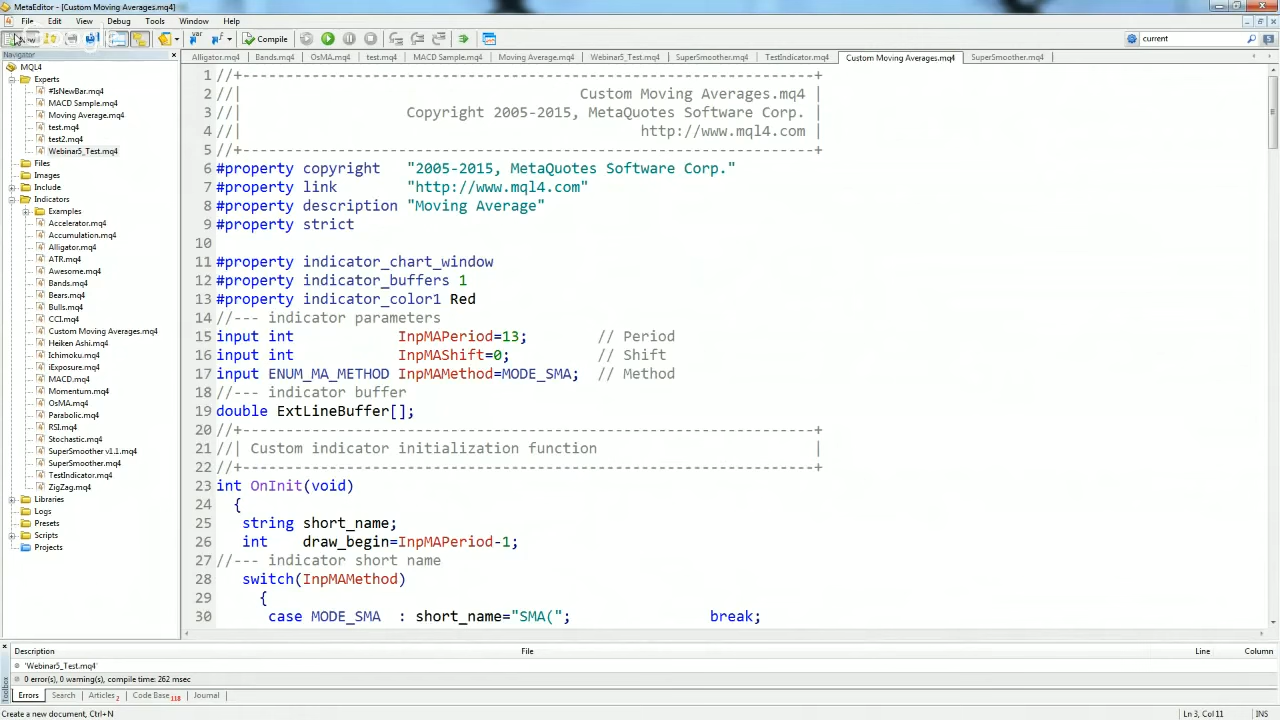 MetaEditor - [Custom Moving Averages.mq4]
File Edit View Debug Tools Window Help
Compile
current
5
Navigator
Alligator.mq4 Bands.mq4 OsMA.mq4 test.mq4 MACD Sample.mq4 Moving Average.mq4 Webinar5_Test.mq4 SuperSmoother.mq4 TestIndicator.mq4 Custom Moving Averages.mq4 SuperSmoother.mq4
MQL4
Experts
#IsNewBar.mq4
MACD Sample.mq4
Moving Average.mq4
test.mq4
test2.mq4
Webinar5_Test.mq4
Files
Images
Include
Indicators
Examples
Accelerator.mq4
Accumulation.mq4
Alligator.mq4
ATR.mq4
Awesome.mq4
Bands.mq4
Bears.mq4
Bulls.mq4
CCI.mq4
Custom Moving Averages.mq4
Heiken Ashi.mq4
Ichimoku.mq4
iExposure.mq4
MACD.mq4
Momentum.mq4
OsMA.mq4
Parabolic.mq4
RSI.mq4
Stochastic.mq4
SuperSmoother v1.1.mq4
SuperSmoother.mq4
TestIndicator.mq4
ZigZag.mq4
Libraries
Logs
Presets
Scripts
Projects
1 //+------------------------------------------------------------------+
2 //|                                       Custom Moving Averages.mq4 |
3 //|                   Copyright 2005-2015, MetaQuotes Software Corp. |
4 //|                                              http://www.mql4.com |
5 //+------------------------------------------------------------------+
6 #property copyright   "2005-2015, MetaQuotes Software Corp."
7 #property link        "http://www.mql4.com"
8 #property description "Moving Average"
9 #property strict
10
11 #property indicator_chart_window
12 #property indicator_buffers 1
13 #property indicator_color1 Red
14 //--- indicator parameters
15 input int            InpMAPeriod=13;        // Period
16 input int            InpMAShift=0;          // Shift
17 input ENUM_MA_METHOD InpMAMethod=MODE_SMA;  // Method
18 //--- indicator buffer
19 double ExtLineBuffer[];
20 //+------------------------------------------------------------------+
21 //| Custom indicator initialization function                         |
22 //+------------------------------------------------------------------+
23 int OnInit(void)
24   {
25    string short_name;
26    int    draw_begin=InpMAPeriod-1;
27 //--- indicator short name
28    switch(InpMAMethod)
29      {
30       case MODE_SMA  : short_name="SMA(";                break;
Description File Line Column
'Webinar5_Test.mq4'
0 error(s), 0 warning(s), compile time: 262 msec
Toolbox
Errors Search Articles 2 Code Base 118 Journal
Create a new document, Ctrl+N Ln 3, Col 11 INS